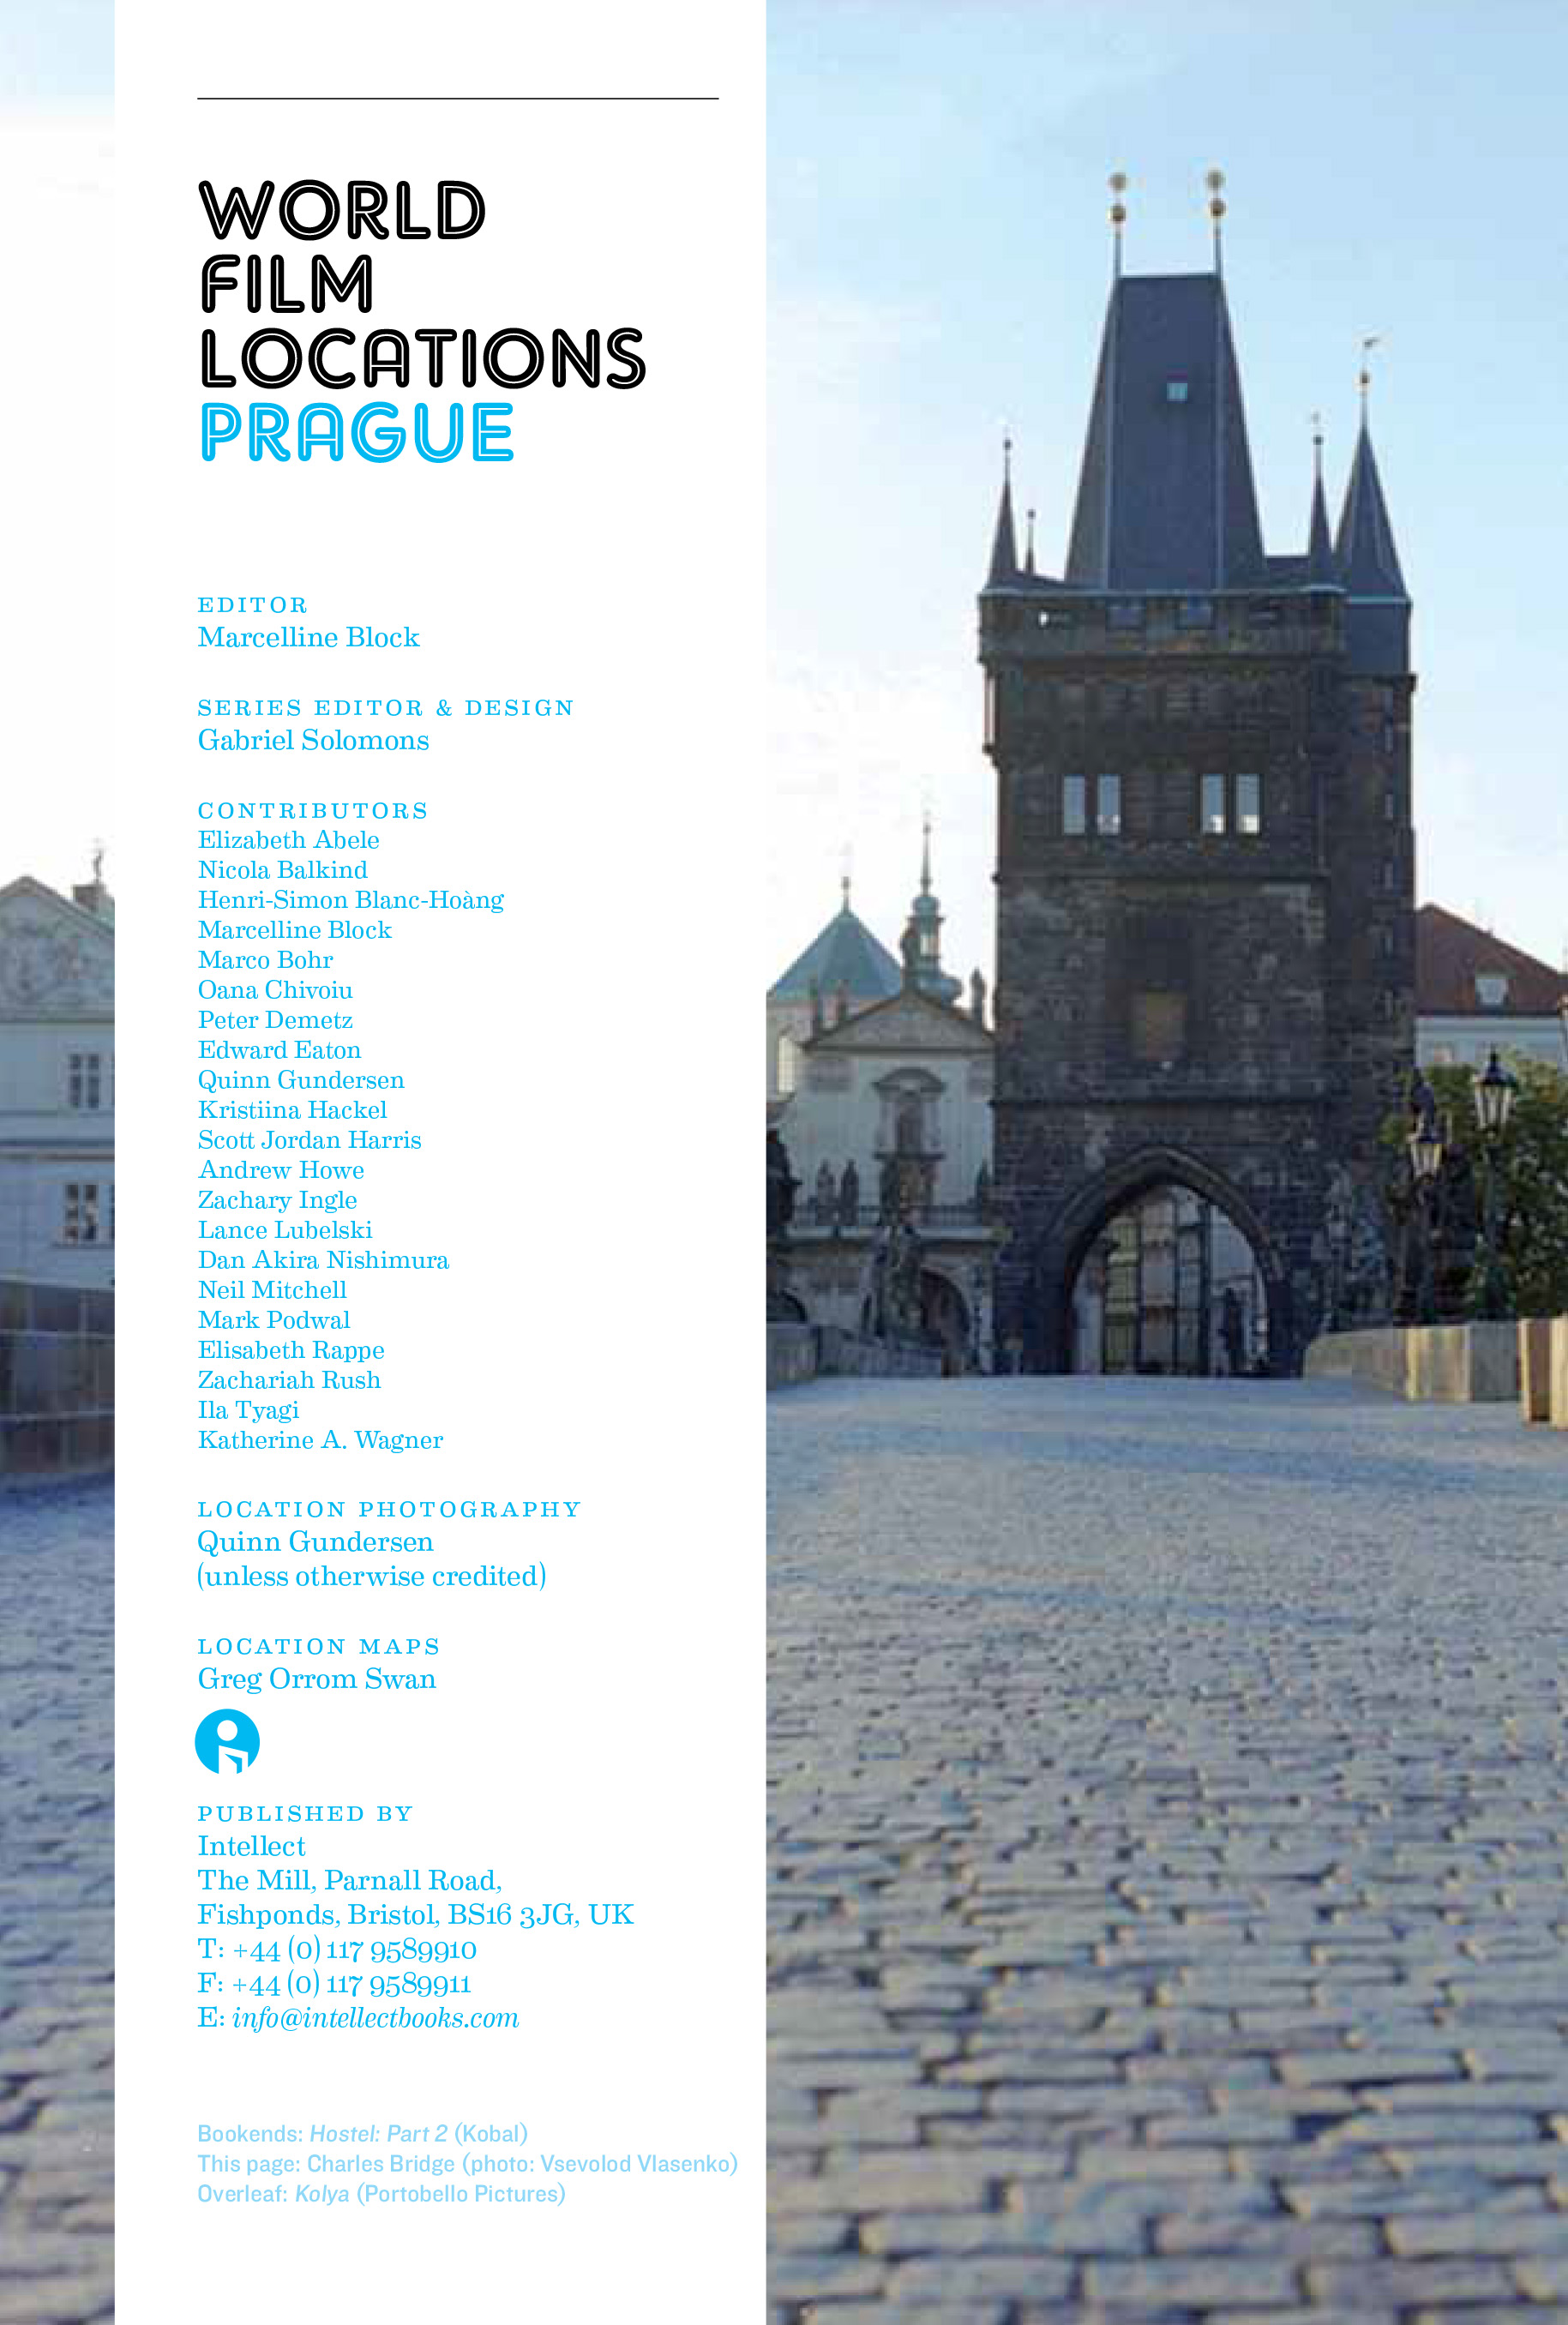 WORLD
FILM
LOCATIONS
PRAGUE
EDITOR
Marcelline Block
SERIES EDITOR & DESIGN
Gabriel Solomons
CONTRIBUTORS
Elizabeth Abele
Nicola Balkind
Henri-Simon Blanc-Hoàng
Marcelline Block
Marco Bohr
Oana Chivoiu
Peter Demetz
Edward Eaton
Quinn Gundersen
Kristiina Hackel
Scott Jordan Harris
Andrew Howe
Zachary Ingle
Lance Lubelski
Dan Akira Nishimura
Neil Mitchell
Mark Podwal
Elisabeth Rappe
Zachariah Rush
Ila Tyagi
Katherine A. Wagner
LOCATION PHOTOGRAPHY
Quinn Gundersen
(unless otherwise credited)
LOCATION MAPS
Greg Orrom Swan
PUBLISHED BY
Intellect
The Mill, Parnall Road,
Fishponds, Bristol, BS16 3JG, UK
T: +44 (0) 117 9589910
F: +44 (0) 117 9589911
E: info@intellectbooks.com
Bookends: Hostel: Part 2 (Kobal)
This page: Charles Bridge (photo: Vsevolod Vlasenko)
Overleaf: Kolya (Portobello Pictures)